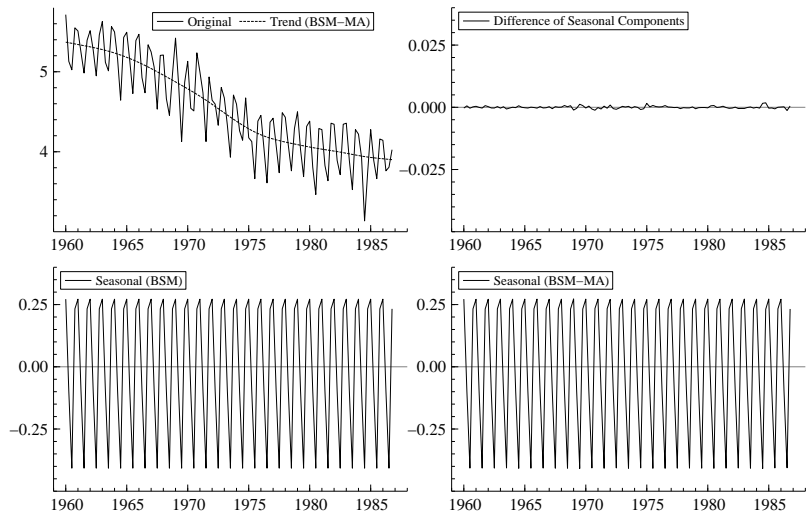 Original Trend (BSM−MA)
5
4
1960 1965 1970 1975 1980 1985
Difference of Seasonal Components
0.025
0.000
−0.025
1960 1965 1970 1975 1980 1985
Seasonal (BSM)
0.25
0.00
−0.25
1960 1965 1970 1975 1980 1985
Seasonal (BSM−MA)
0.25
0.00
−0.25
1960 1965 1970 1975 1980 1985